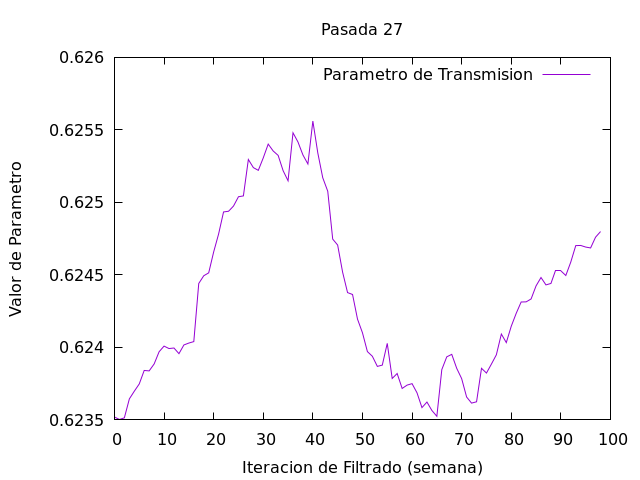 Pasada 27
Parametro de Transmision
0.626
0.6255
0.625
0.6245
0.624
0.6235
Valor de Parametro
0 10 20 30 40 50 60 70 80 90 100
Iteracion de Filtrado (semana)